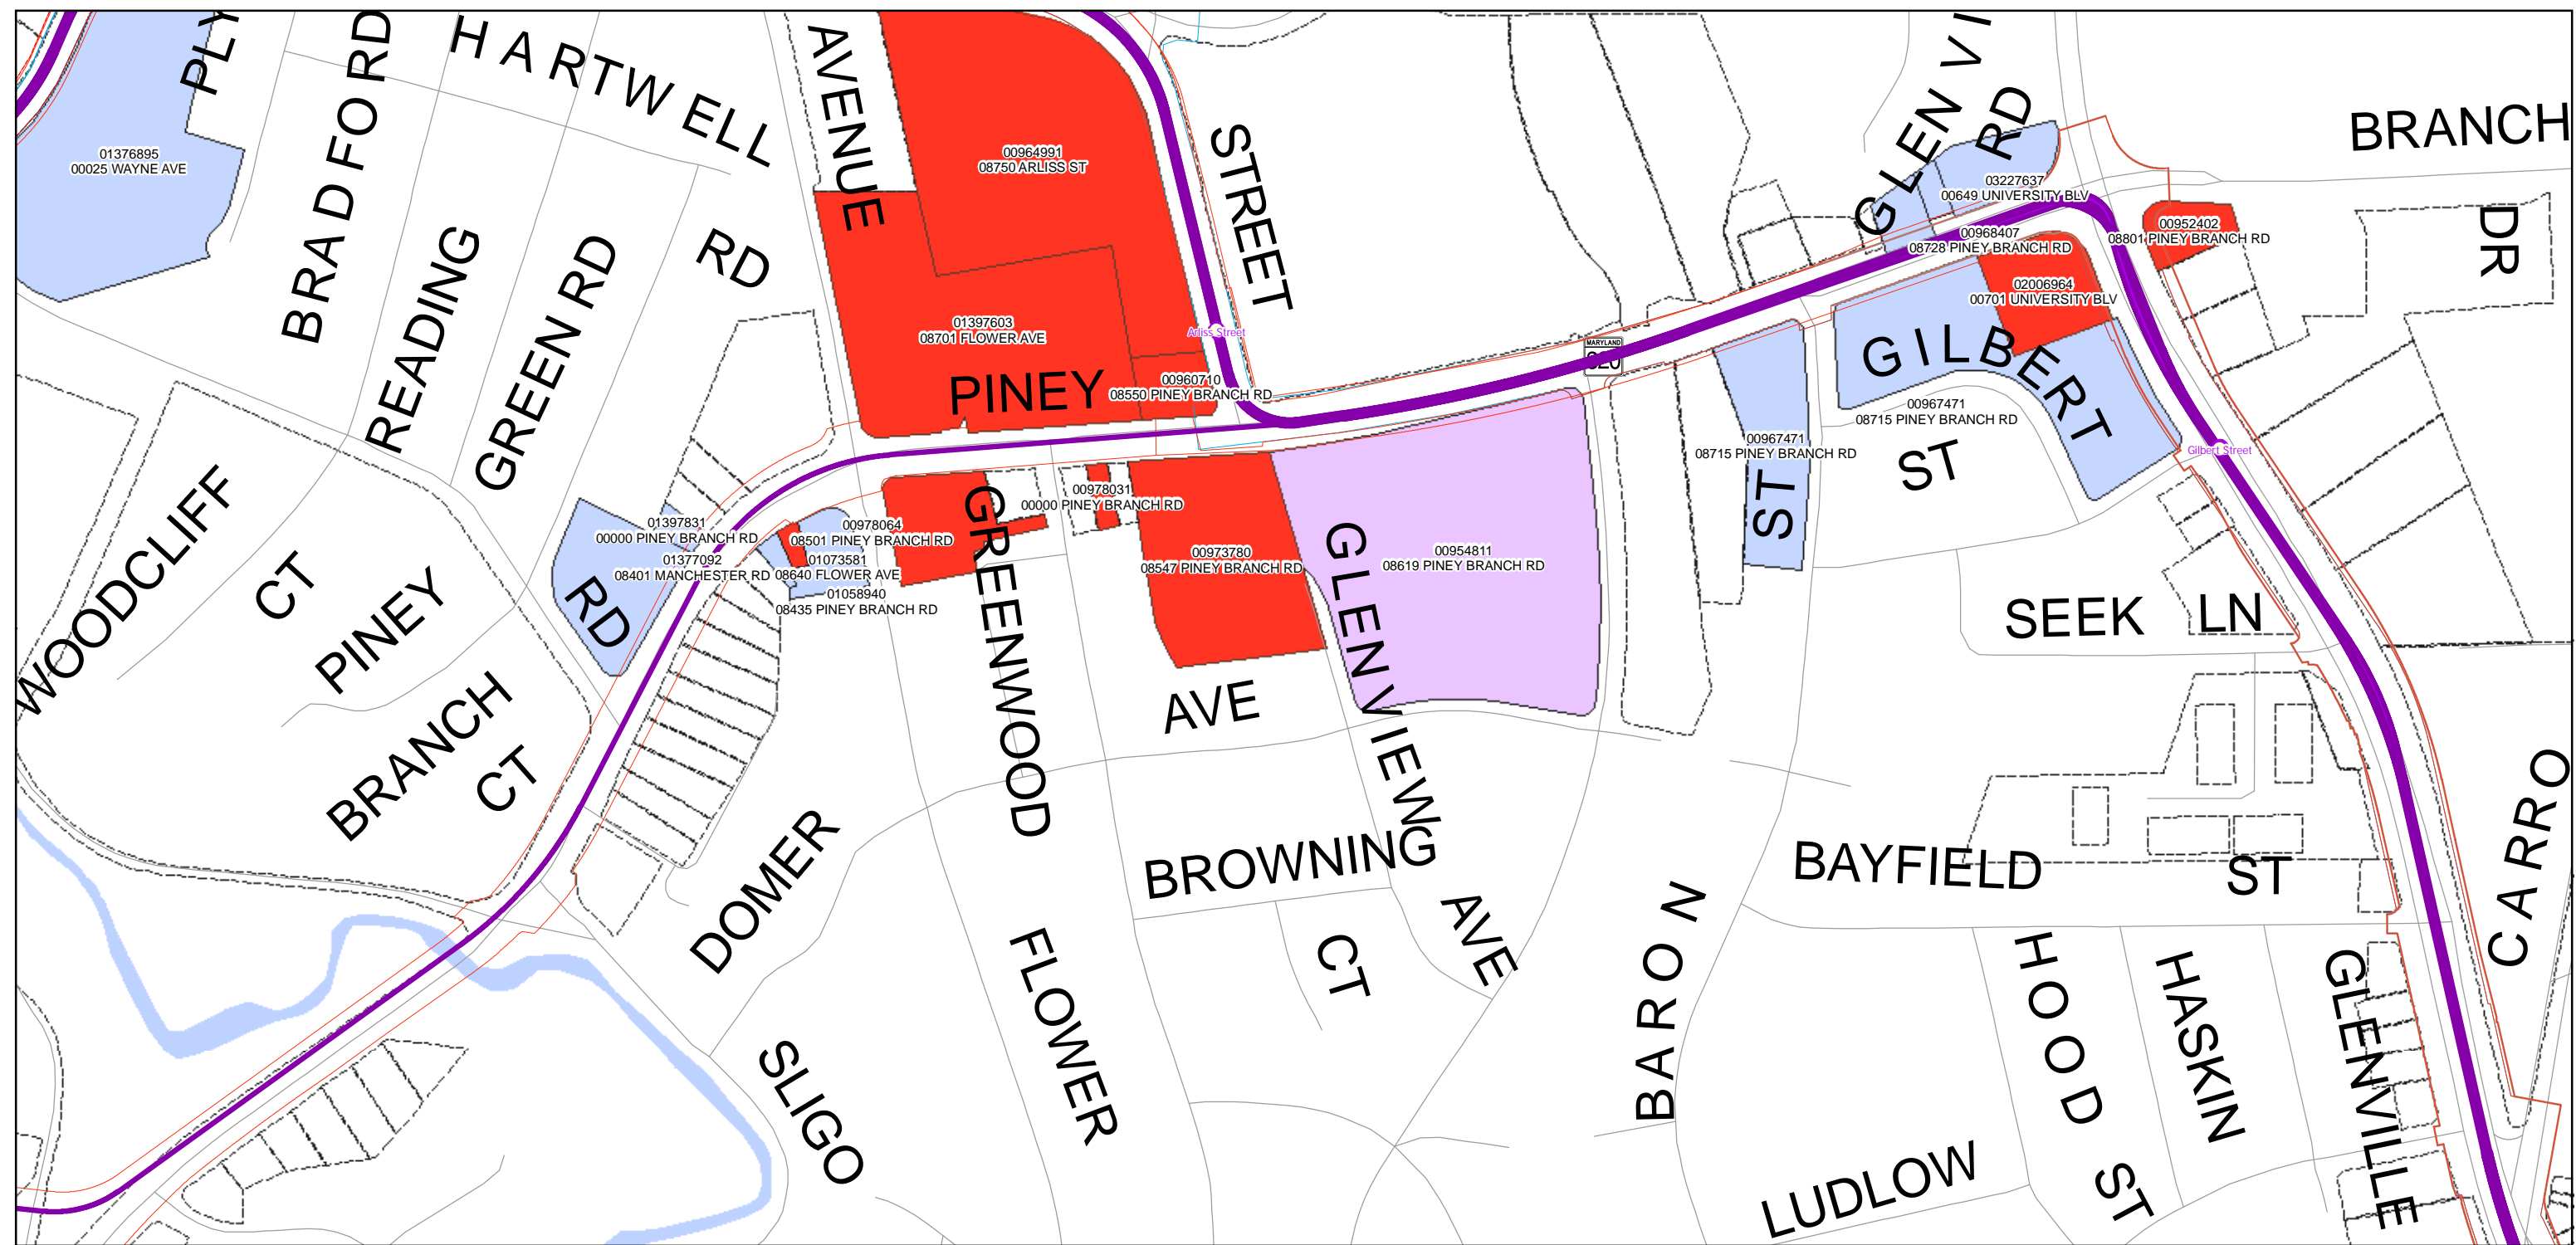 PLY
BRADFORD
HARTWELL
RD
AVENUE
STREET
GLEN VI
RD
BRANCH
DR
01376895
00025 WAYNE AVE
00964991
08750 ARLISS ST
03227637
00649 UNIVERSITY BLV
00968407
08728 PINEY BRANCH RD
00952402
08801 PINEY BRANCH RD
02006964
00701 UNIVERSITY BLV
READING
GREEN RD
01397603
08701 FLOWER AVE
Arliss Street
MARYLAND
PINEY
00960710
08550 PINEY BRANCH RD
GILBERT
ST
00967471
08715 PINEY BRANCH RD
00967471
08715 PINEY BRANCH RD
ST
Gilbert Street
WOODCLIFF
CT
PINEY
BRANCH
CT
RD
01397831
00000 PINEY BRANCH RD
01377092
08401 MANCHESTER RD
00978064
08501 PINEY BRANCH RD
01073581
08640 FLOWER AVE
01058940
08435 PINEY BRANCH RD
00978031
00000 PINEY BRANCH RD
00973780
08547 PINEY BRANCH RD
00954811
08619 PINEY BRANCH RD
GREENWOOD
AVE
GLENVIEW
AVE
SEEK LN
DOMER
BROWNING
CT
BAYFIELD ST
CARRO
BARON
FLOWER
SLIGO
HOOD ST
HASKIN
GLENVILLE
LUDLOW